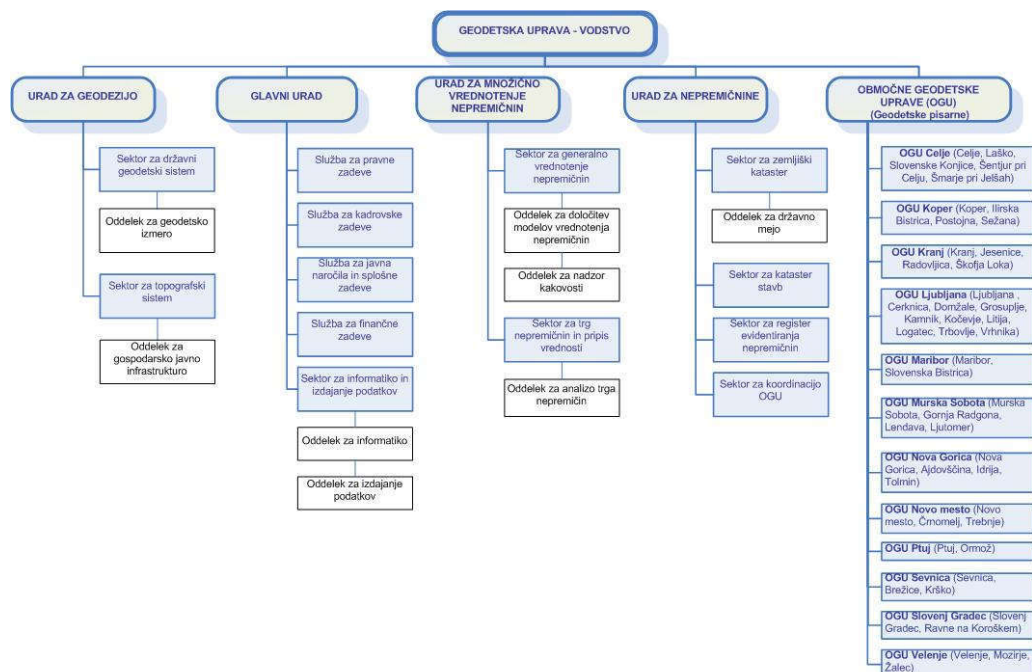 GEODETSKA UPRAVA - VODSTVO
URAD ZA GEODEZIJO
Sektor za državni
geodetski sistem
Oddelek za geodetsko
izmero
Sektor za topografski
sistem
Oddelek za
gospodarsko javno
infrastrukturo
GLAVNI URAD
Služba za pravne
zadeve
Služba za kadrovske
zadeve
Služba za javna
naročila in splošne
zadeve
Služba za finančne
zadeve
Sektor za informatiko in
izdajanje podatkov
Oddelek za informatiko
Oddelek za izdajanje
podatkov
URAD ZA MNOŽIČNO
VREDNOTENJE
NEPREMIČNIN
Sektor za generalno
vrednotenje
nepremičnin
Oddelek za določitev
modelov vrednotenja
nepremičnin
Oddelek za nadzor
kakovosti
Sektor za trg
nepremičnin in pripis
vrednosti
Oddelek za analizo trga
nepremičnin
URAD ZA NEPREMIČNINE
Sektor za zemljiški
kataster
Oddelek za državno
mejo
Sektor za kataster
stavb
Sektor za register
evidentiranja
nepremičnin
Sektor za koordinacijo
OGU
OBMOČNE GEODETSKE
UPRAVE (OGU)
(Geodetske pisarne)
OGU Celje (Celje, Laško,
Slovenske Konjice, Šentjur pri
Celju, Šmarje pri Jelšah)
OGU Koper (Koper, Ilirska
Bistrica, Postojna, Sežana)
OGU Kranj (Kranj, Jesenice,
Radovljica, Škofja Loka)
OGU Ljubljana (Ljubljana ,
Cerknica, Domžale, Grosuplje,
Kamnik, Kočevje, Litija,
Logatec, Trbovlje, Vrhnika)
OGU Maribor (Maribor,
Slovenska Bistrica)
OGU Murska Sobota (Murska
Sobota, Gornja Radgona,
Lendava, Ljutomer)
OGU Nova Gorica (Nova
Gorica, Ajdovščina, Idrija,
Tolmin)
OGU Novo mesto (Novo
mesto, Črnomelj, Trebnje)
OGU Ptuj (Ptuj, Ormož)
OGU Sevnica (Sevnica,
Brežice, Krško)
OGU Slovenj Gradec (Slovenj
Gradec, Ravne na Koroškem)
OGU Velenje (Velenje, Mozirje,
Žalec)